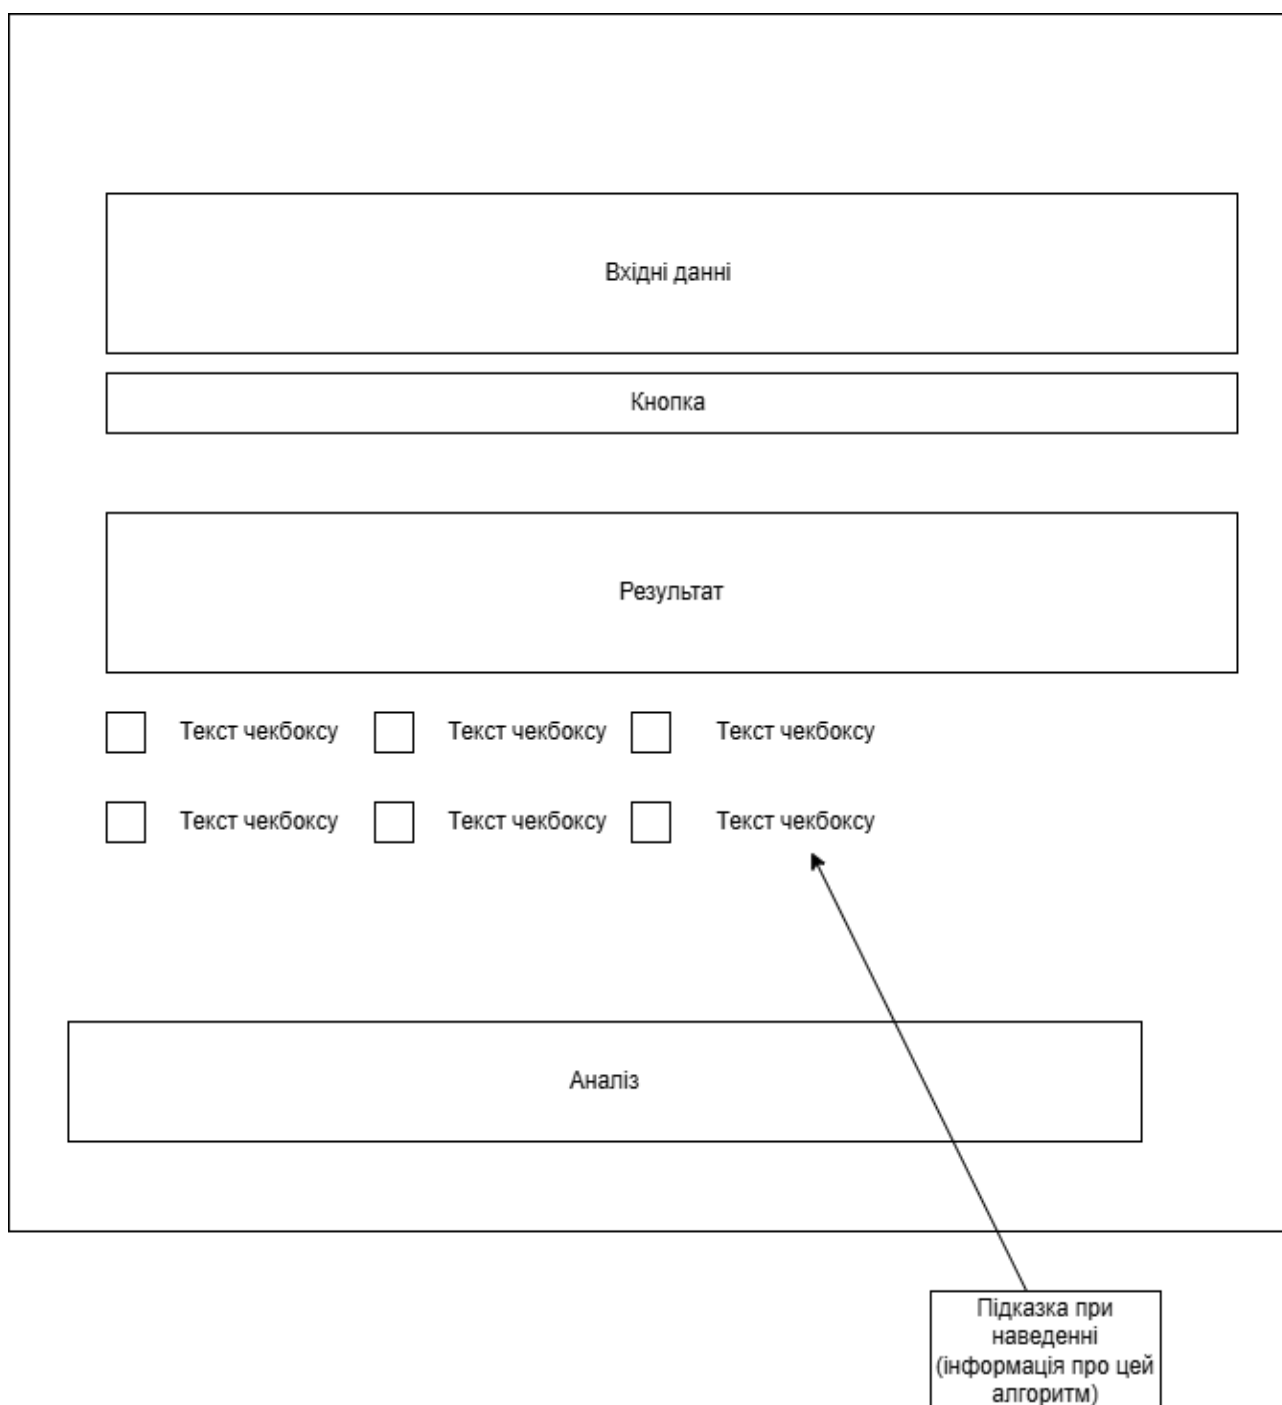 Вхідні данні
Кнопка
Результат
Текст чекбоксу Текст чекбоксу Текст чекбоксу
Текст чекбоксу Текст чекбоксу Текст чекбоксу
Аналіз
Підказка при
наведенні
(інформація про цей
алгоритм)